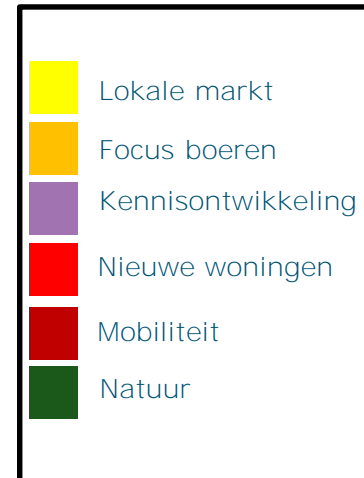 Lokale markt
Focus boeren
Kennisontwikkeling
Nieuwe woningen
Mobiliteit
Natuur